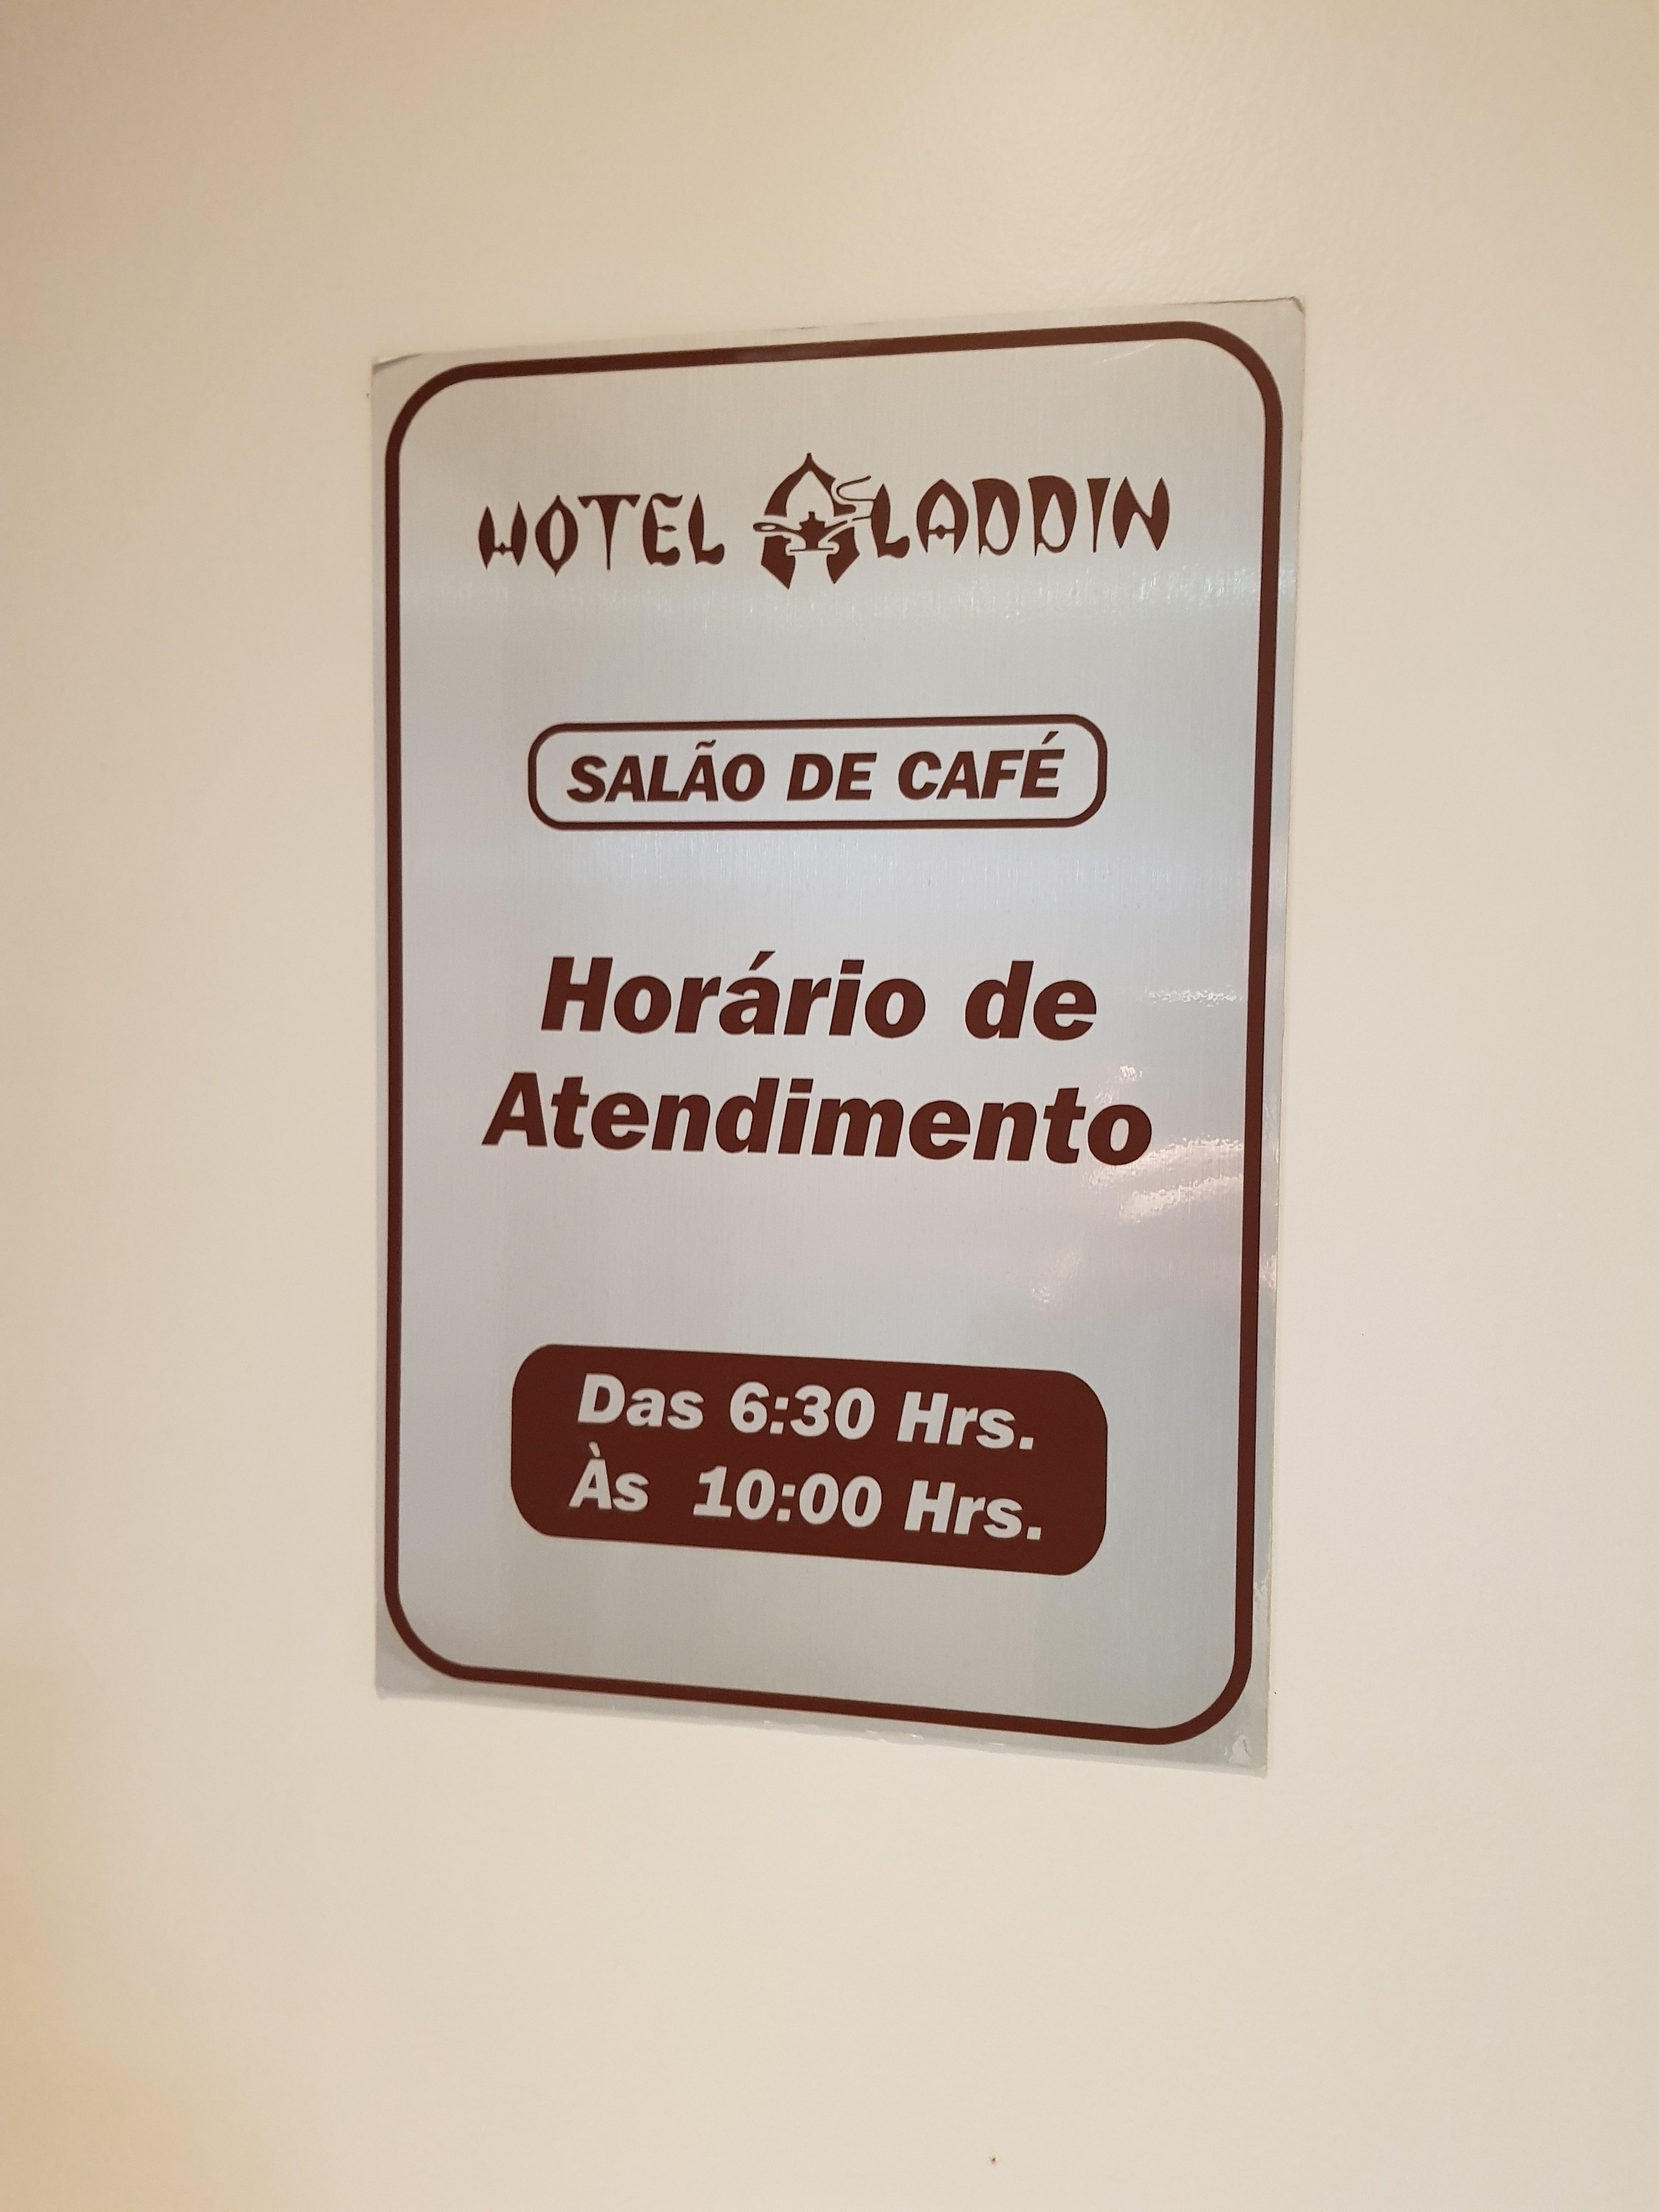 HOTEL ALADDIN
SALÃO DE CAFÉ
Horário de
Atendimento
Das 6:30 Hrs.
Às 10:00 Hrs.